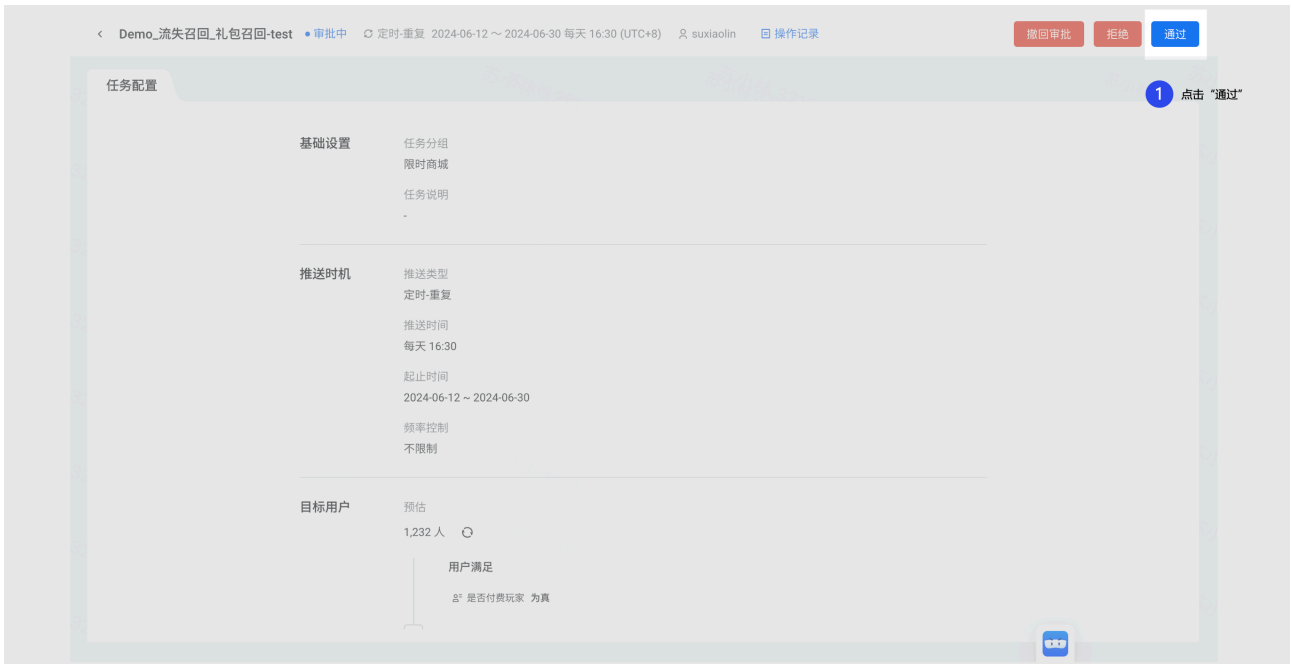 Demo_流失召回_礼包召回-test 审批中 定时-重复 2024-06-12 ～ 2024-06-30 每天 16:30 (UTC+8) suxiaolin 操作记录 撤回审批 拒绝 通过
任务配置
1 点击“通过”
基础设置
任务分组
限时商城
任务说明
-
推送时机
推送类型
定时-重复
推送时间
每天 16:30
起止时间
2024-06-12 ~ 2024-06-30
频率控制
不限制
目标用户
预估
1,232 人
用户满足
是否付费玩家 为真